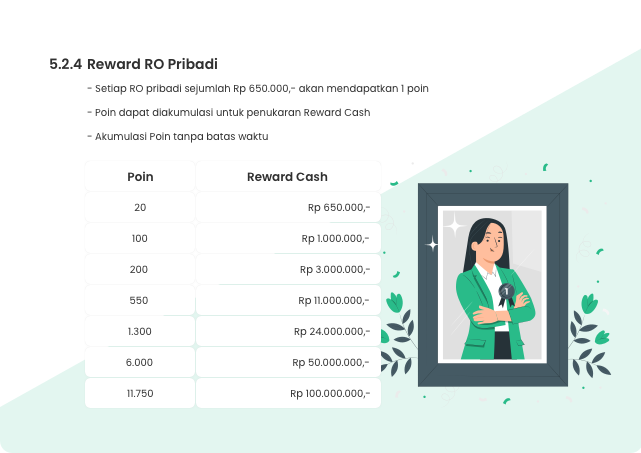 5.2.4 Reward RO Pribadi
- Setiap RO pribadi sejumlah Rp 650.000,- akan mendapatkan 1 poin
- Poin dapat diakumulasi untuk penukaran Reward Cash
- Akumulasi Poin tanpa batas waktu
Poin Reward Cash
20 Rp 650.000,-
100 Rp 1.000.000,-
200 Rp 3.000.000,-
550 Rp 11.000.000,-
1.300 Rp 24.000.000,-
6.000 Rp 50.000.000,-
11.750 Rp 100.000.000,-
1